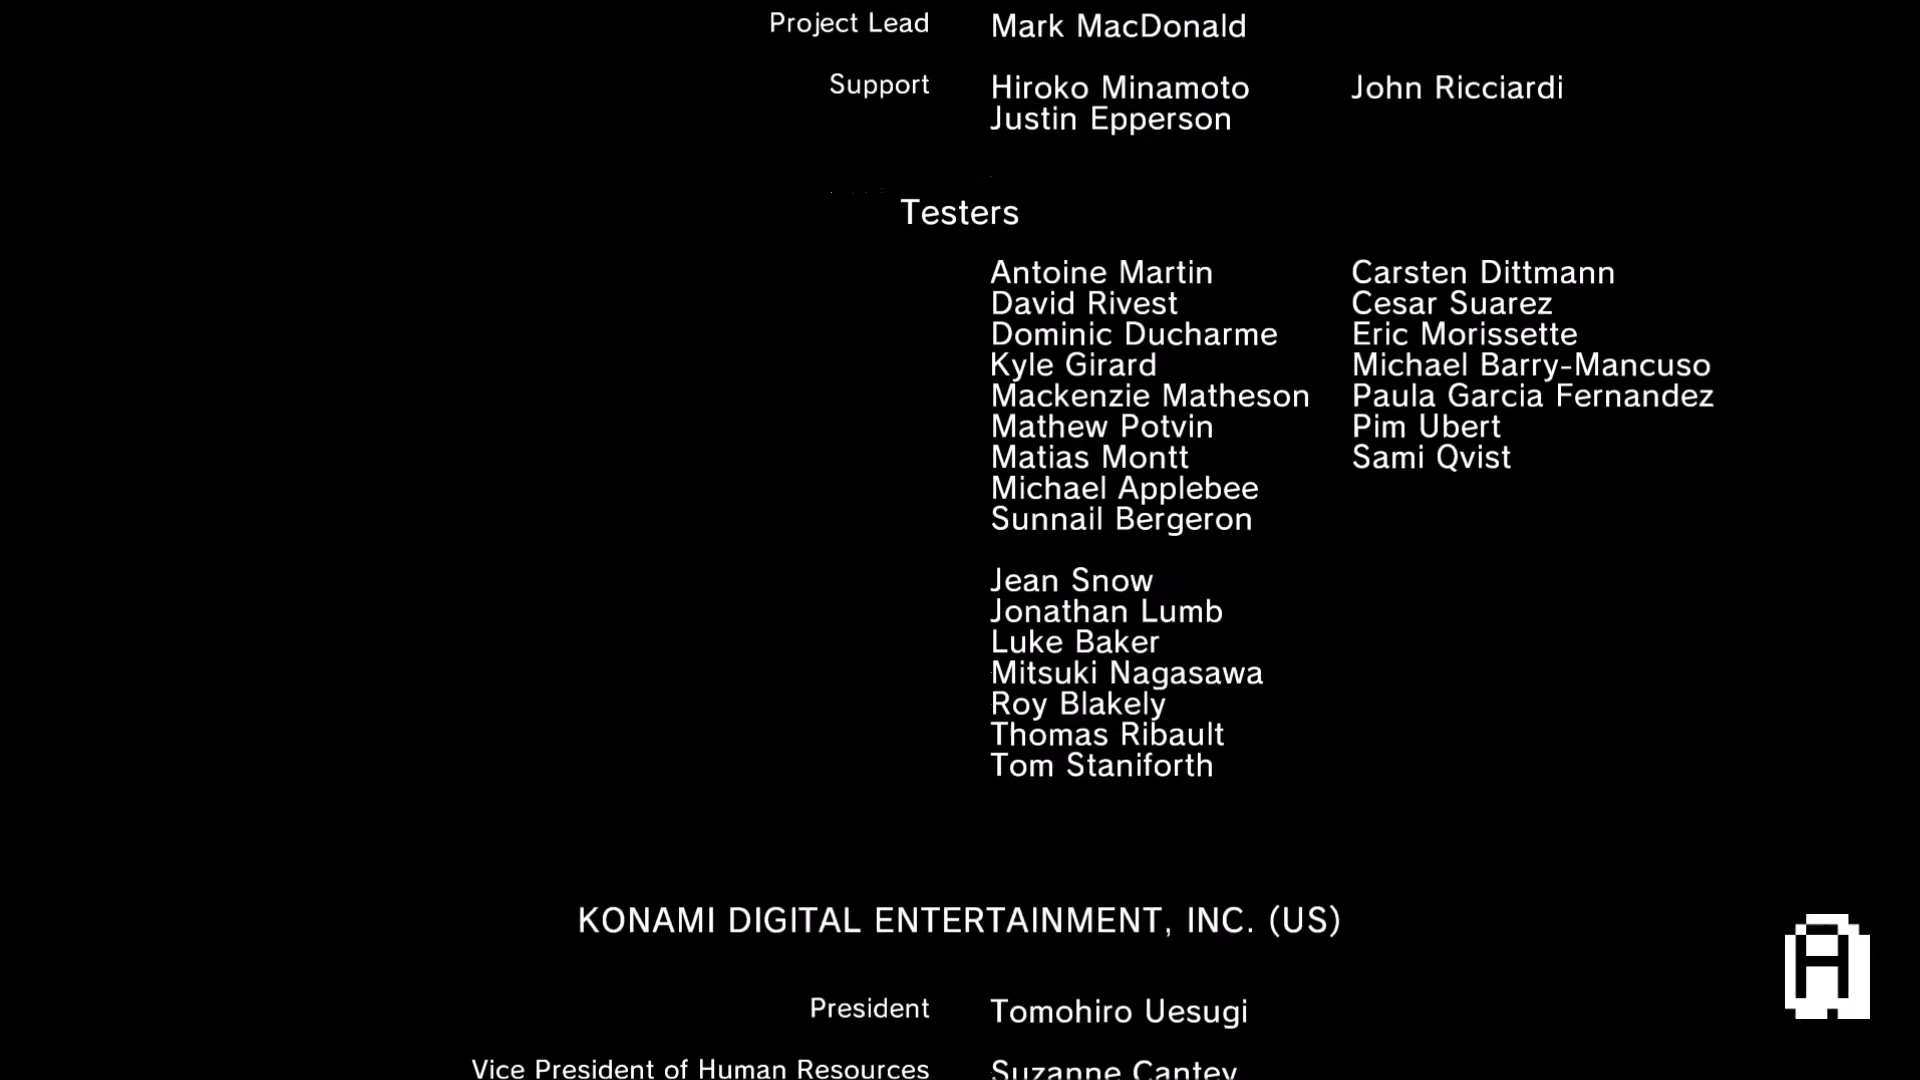 Project Lead Mark MacDonald
Support Hiroko Minamoto John Ricciardi
Justin Epperson
Testers
Antoine Martin Carsten Dittmann
David Rivest Cesar Suarez
Dominic Ducharme Eric Morissette
Kyle Girard Michael Barry-Mancuso
Mackenzie Matheson Paula Garcia Fernandez
Mathew Potvin Pim Ubert
Matias Montt Sami Qvist
Michael Applebee
Sunnail Bergeron
Jean Snow
Jonathan Lumb
Luke Baker
Mitsuki Nagasawa
Roy Blakely
Thomas Ribault
Tom Staniforth
KONAMI DIGITAL ENTERTAINMENT, INC. (US)
President Tomohiro Uesugi
Vice President of Human Resources Suzanne Cantey
A